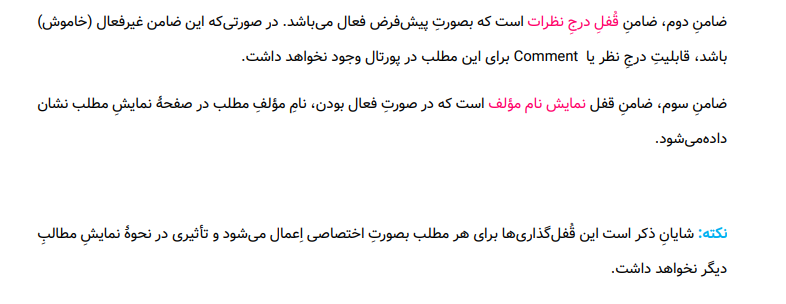 ضامنِ دوم، ضامنِ قُفلِ درجِ نظرات است که بصورتِ پیش‌فرض فعال می‌باشد. در صورتی‌که این ضامن غیرفعال (خاموش)
باشد، قابلیتِ درجِ نظر یا Comment برای این مطلب در پورتال وجود نخواهد داشت.
ضامنِ سوم، ضامنِ قفل نمایش نام مؤلف است که در صورتِ فعال بودن، نامِ مؤلفِ مطلب در صفحهٔ نمایشِ مطلب نشان
داده‌می‌شود.
نکته: شایانِ ذکر است این قُفل‌گذاری‌ها برای هر مطلب بصورتِ اختصاصی اِعمال می‌شود و تأثیری در نحوهٔ نمایشِ مطالبِ
دیگر نخواهد داشت.